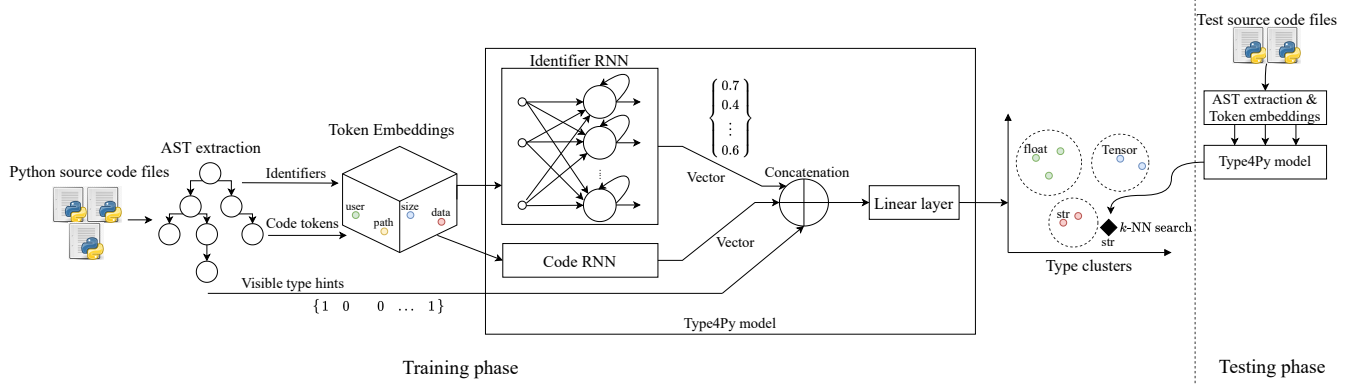 Python source code files
AST extraction
Identifiers
Code tokens
Visible type hints
{1 0 0 ... 1}
Token Embeddings
user
size
path
data
Identifier RNN
⋮
Code RNN
{0.7
0.4
⋮
0.6}
Vector
Vector
Concatenation
Linear layer
Type4Py model
float
Tensor
str
str
k-NN search
Type clusters
Training phase
Test source code files
AST extraction &
Token embeddings
Type4Py model
Testing phase